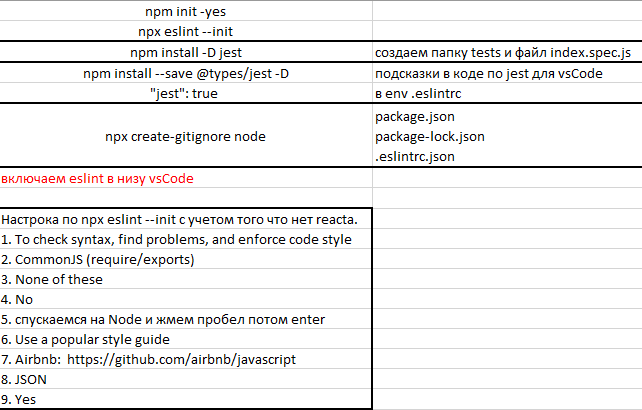 npm init -yes
npx eslint --init
npm install -D jest создаем папку tests и файл index.spec.js
npm install --save @types/jest -D подсказки в коде по jest для vsCode
"jest": true в env .eslintrc
package.json
npx create-gitignore node package-lock.json
.eslintrc.json
включаем eslint в низу vsCode
Настрока по npx eslint --init с учетом того что нет reacta.
1. To check syntax, find problems, and enforce code style
2. CommonJS (require/exports)
3. None of these
4. No
5. спускаемся на Node и жмем пробел потом enter
6. Use a popular style guide
7. Airbnb: https://github.com/airbnb/javascript
8. JSON
9. Yes